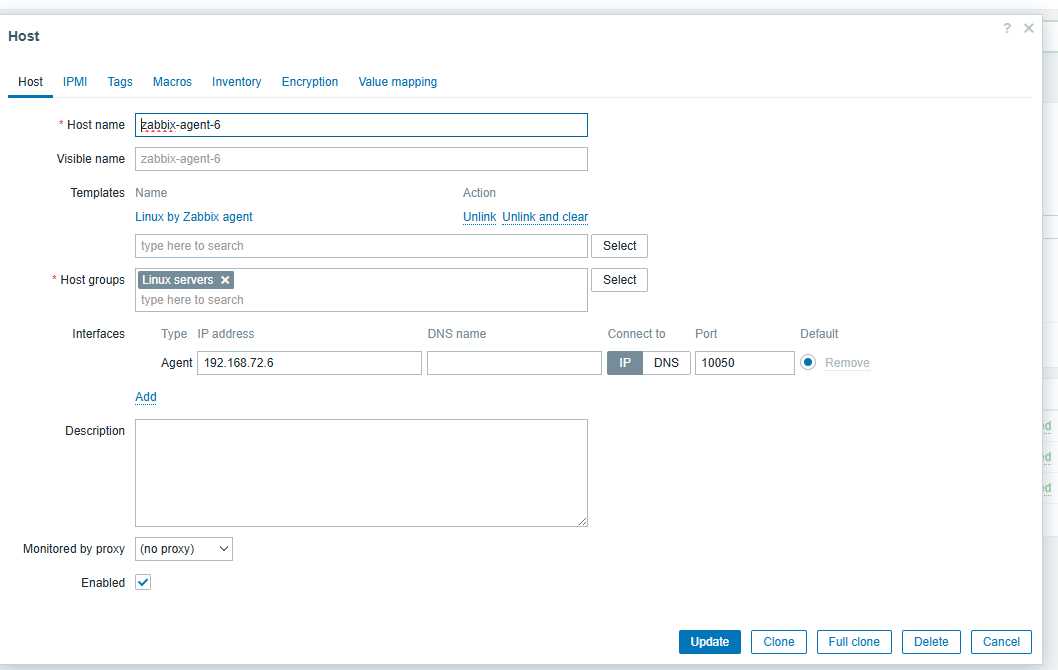 Host
? ×
Host IPMI Tags Macros Inventory Encryption Value mapping
* Host name zabbix-agent-6
Visible name zabbix-agent-6
Templates Name Action
Linux by Zabbix agent Unlink Unlink and clear
type here to search Select
* Host groups Linux servers × Select
type here to search
Interfaces Type IP address DNS name Connect to Port Default
Agent 192.168.72.6 IP DNS 10050 Remove
Add
Description
ed
ed
ed
Monitored by proxy (no proxy)
Enabled
Update Clone Full clone Delete Cancel